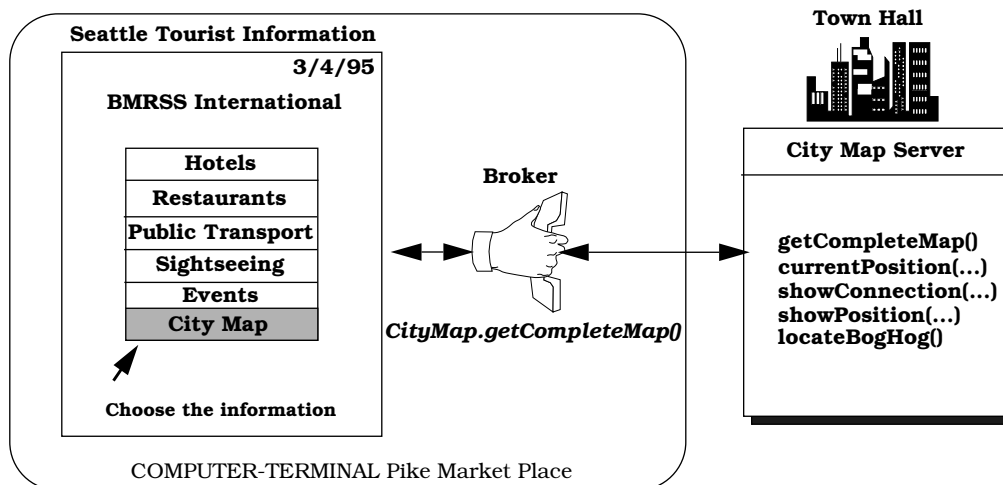 Seattle Tourist Information
3/4/95
BMRSS International
Hotels
Restaurants
Public Transport
Sightseeing
Events
City Map
Choose the information
COMPUTER-TERMINAL Pike Market Place
Broker
CityMap.getCompleteMap()
Town Hall
City Map Server
getCompleteMap()
currentPosition(...)
showConnection(...)
showPosition(...)
locateBogHog()